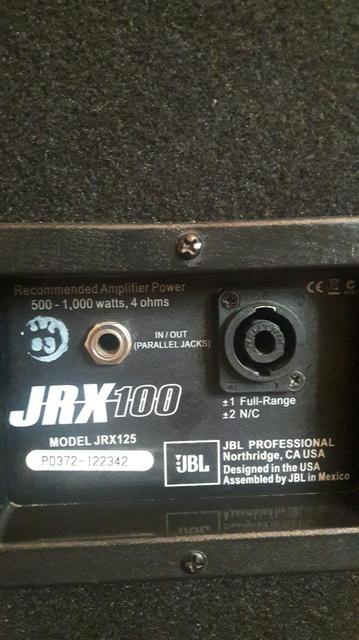 Recommended Amplifier Power
500 - 1,000 watts, 4 ohms
IN / OUT
(PARALLEL JACKS)
JRX100
±1 Full-Range
±2 N/C
MODEL JRX125
P0372-122342
JBL
JBL PROFESSIONAL
Northridge, CA USA
Designed in the USA
Assembled by JBL in Mexico
CE